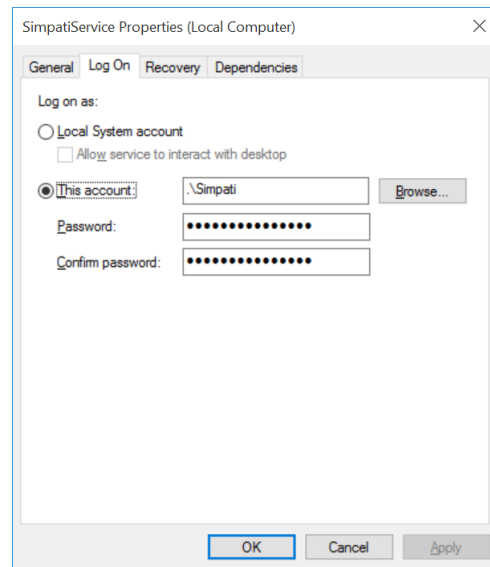 SimpatiService Properties (Local Computer)
General Log On Recovery Dependencies
Log on as:
Local System account
Allow service to interact with desktop
This account: .\Simpati Browse...
Password: ●●●●●●●●●●●●●●●
Confirm password: ●●●●●●●●●●●●●●●
OK Cancel Apply